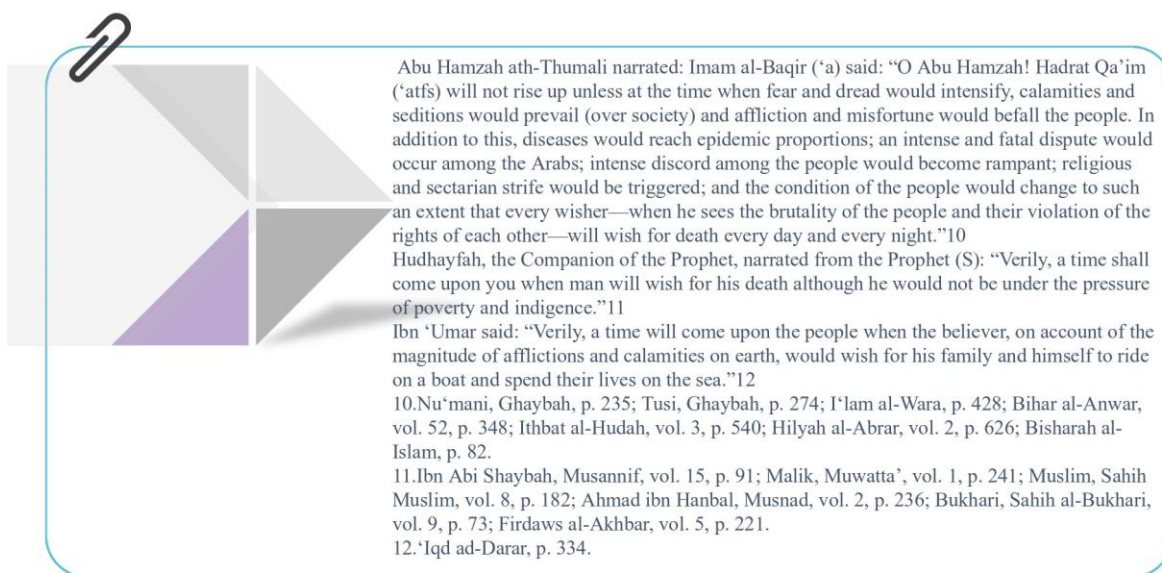 Abu Hamzah ath-Thumali narrated: Imam al-Baqir (‘a) said: “O Abu Hamzah! Hadrat Qa’im
(‘atfs) will not rise up unless at the time when fear and dread would intensify, calamities and
seditions would prevail (over society) and affliction and misfortune would befall the people. In
addition to this, diseases would reach epidemic proportions; an intense and fatal dispute would
occur among the Arabs; intense discord among the people would become rampant; religious
and sectarian strife would be triggered; and the condition of the people would change to such
an extent that every wisher—when he sees the brutality of the people and their violation of the
rights of each other—will wish for death every day and every night.”10
Hudhayfah, the Companion of the Prophet, narrated from the Prophet (S): “Verily, a time shall
come upon you when man will wish for his death although he would not be under the pressure
of poverty and indigence.”11
Ibn ‘Umar said: “Verily, a time will come upon the people when the believer, on account of the
magnitude of afflictions and calamities on earth, would wish for his family and himself to ride
on a boat and spend their lives on the sea.”12
10.Nu‘mani, Ghaybah, p. 235; Tusi, Ghaybah, p. 274; I‘lam al-Wara, p. 428; Bihar al-Anwar,
vol. 52, p. 348; Ithbat al-Hudah, vol. 3, p. 540; Hilyah al-Abrar, vol. 2, p. 626; Bisharah al-
Islam, p. 82.
11.Ibn Abi Shaybah, Musannif, vol. 15, p. 91; Malik, Muwatta’, vol. 1, p. 241; Muslim, Sahih
Muslim, vol. 8, p. 182; Ahmad ibn Hanbal, Musnad, vol. 2, p. 236; Bukhari, Sahih al-Bukhari,
vol. 9, p. 73; Firdaws al-Akhbar, vol. 5, p. 221.
12.‘Iqd ad-Darar, p. 334.